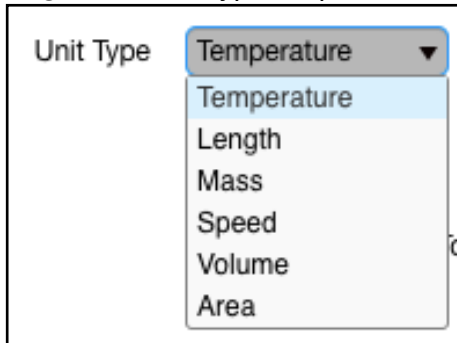 Unit Type Temperature
Temperature
Length
Mass
Speed
Volume
Area